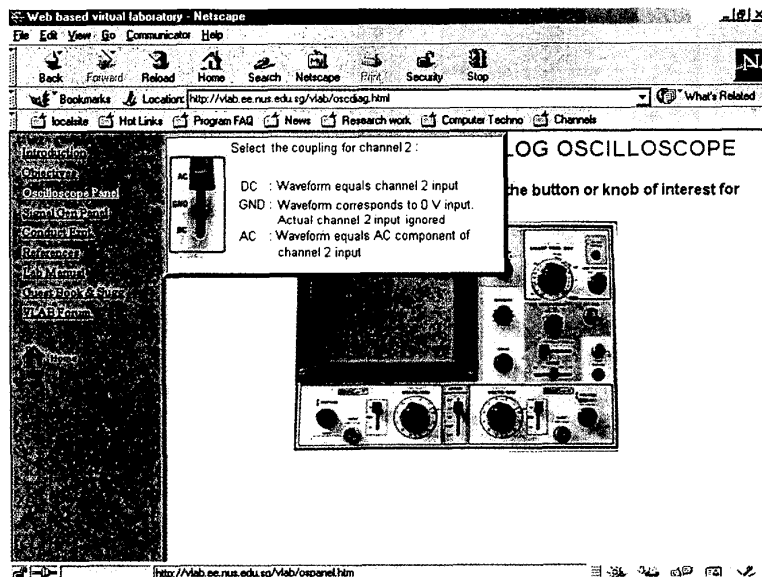 Web based virtual laboratory - Netscape
File Edit View Go Communicator Help
Back Forward Reload Home Search Netscape Print Security Stop
Bookmarks Location: http://vlab.ee.nus.edu.sg/vlab/oscdiag.html What's Related
localsite Hot Links Program FAQ News Research work Computer Techno Channels
Introduction
Objectives
Oscilloscope Panel
Signal Gen Panel
Conduct Exp.
References
Lab Manual
Guest Book & Survey
VLAB Forum
Home
Select the coupling for channel 2 :
AC
GND
DC
DC : Waveform equals channel 2 input
GND : Waveform corresponds to 0 V input.
Actual channel 2 input ignored
AC : Waveform equals AC component of
channel 2 input
LOG OSCILLOSCOPE
the button or knob of interest for
http://vlab.ee.nus.edu.sg/vlab/ospanel.htm